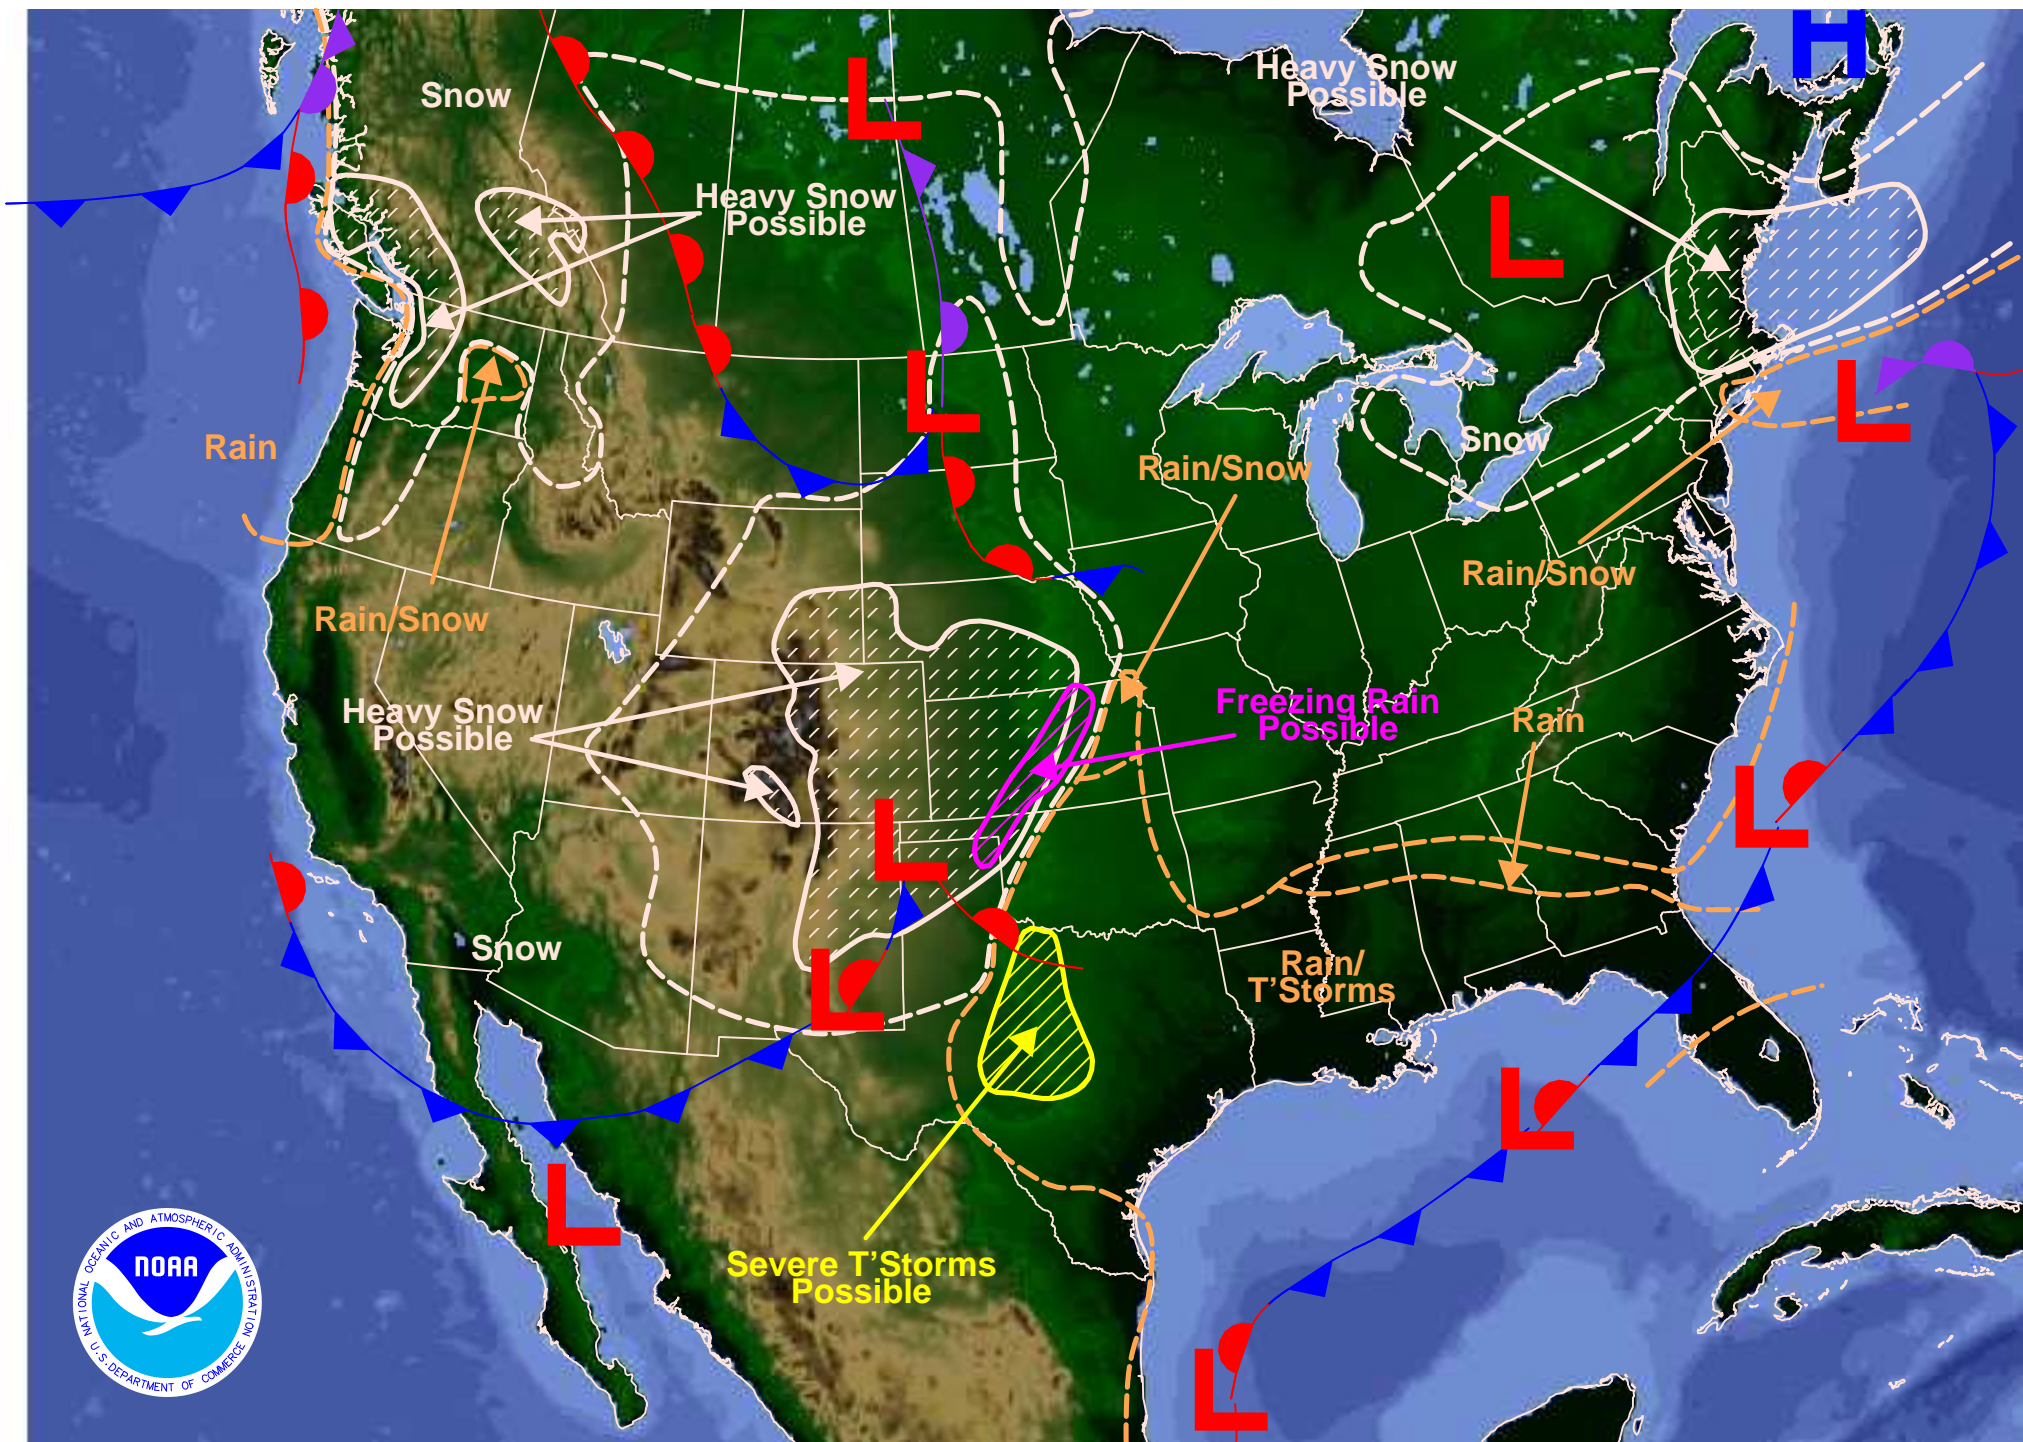 H
Heavy Snow
Possible
Snow
L
Heavy Snow
Possible
L
L
L
Rain
Snow
Rain/Snow
Rain/Snow
Rain/Snow
Heavy Snow
Possible
Freezing Rain
Possible
Rain
L
L
Snow
Rain/
T'Storms
L
L
L
Severe T'Storms
Possible
L
NATIONAL OCEANIC AND ATMOSPHERIC ADMINISTRATION
NOAA
U.S. DEPARTMENT OF COMMERCE